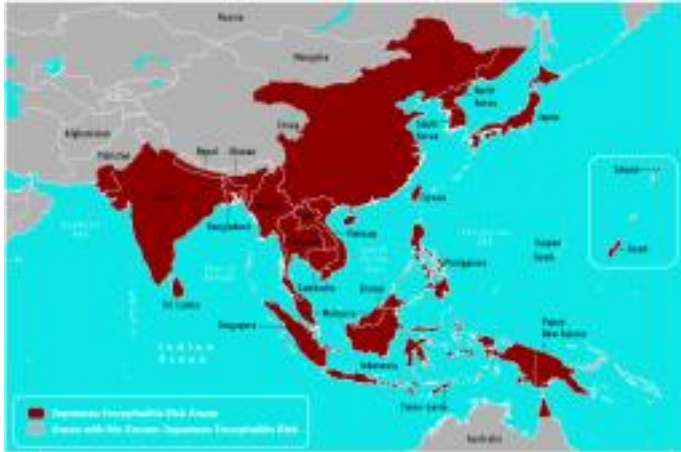 Russia
Mongolia
North
Korea
China
South
Korea
Japan
Afghanistan
Pakistan
Nepal
Bhutan
Bangladesh
Taiwan
Vietnam
Philippines
Saipan
Guam
Saipan
Guam
Cambodia
Sri Lanka
Brunei
Malaysia
Singapore
Indian
Ocean
Indonesia
Papua
New Guinea
Timor-Leste
Australia
Japanese Encephalitis Risk Areas
Areas with No Known Japanese Encephalitis Risk